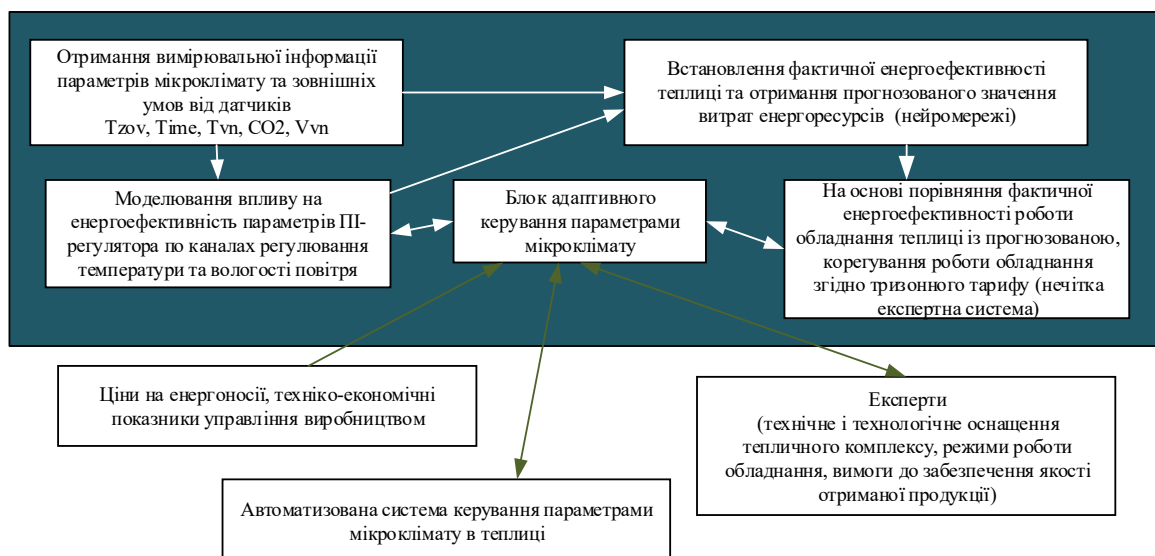 Отримання вимірювальної інформації
параметрів мікроклімату та зовнішніх
умов від датчиків
Tzov, Time, Tvn, CO2, Vvn
Встановлення фактичної енергоефективності
теплиці та отримання прогнозованого значення
витрат енергоресурсів (нейромережі)
Моделювання впливу на
енергоефективність параметрів ПІ-
регулятора по каналах регулювання
температури та вологості повітря
Блок адаптивного
керування параметрами
мікроклімату
На основі порівняння фактичної
енергоефективності роботи
обладнання теплиці із прогнозованою,
корегування роботи обладнання
згідно тризонного тарифу (нечітка
експертна система)
Ціни на енергоносії, техніко-економічні
показники управління виробництвом
Експерти
(технічне і технологічне оснащення
тепличного комплексу, режими роботи
обладнання, вимоги до забезпечення якості
отриманої продукції)
Автоматизована система керування параметрами
мікроклімату в теплиці